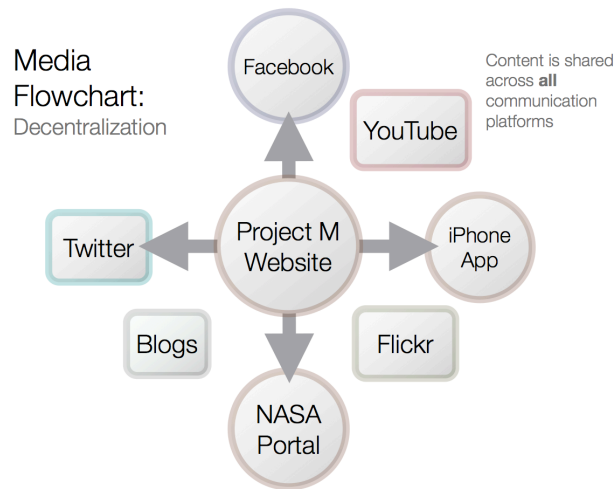 Media
Flowchart:
Decentralization
Facebook
Content is shared
across all
communication
platforms
YouTube
Twitter
Project M
Website
iPhone
App
Blogs
Flickr
NASA
Portal